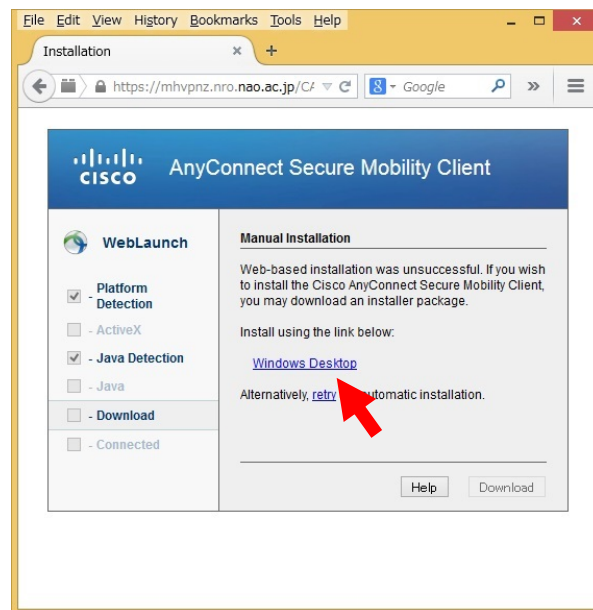 File Edit View History Bookmarks Tools Help
Installation
https://mhvpnz.nro.nao.ac.jp/CA
Google
CISCO AnyConnect Secure Mobility Client
WebLaunch
- Platform
Detection
- ActiveX
- Java Detection
- Java
- Download
- Connected
Manual Installation
Web-based installation was unsuccessful. If you wish
to install the Cisco AnyConnect Secure Mobility Client,
you may download an installer package.
Install using the link below:
Windows Desktop
Alternatively, retry automatic installation.
Help Download